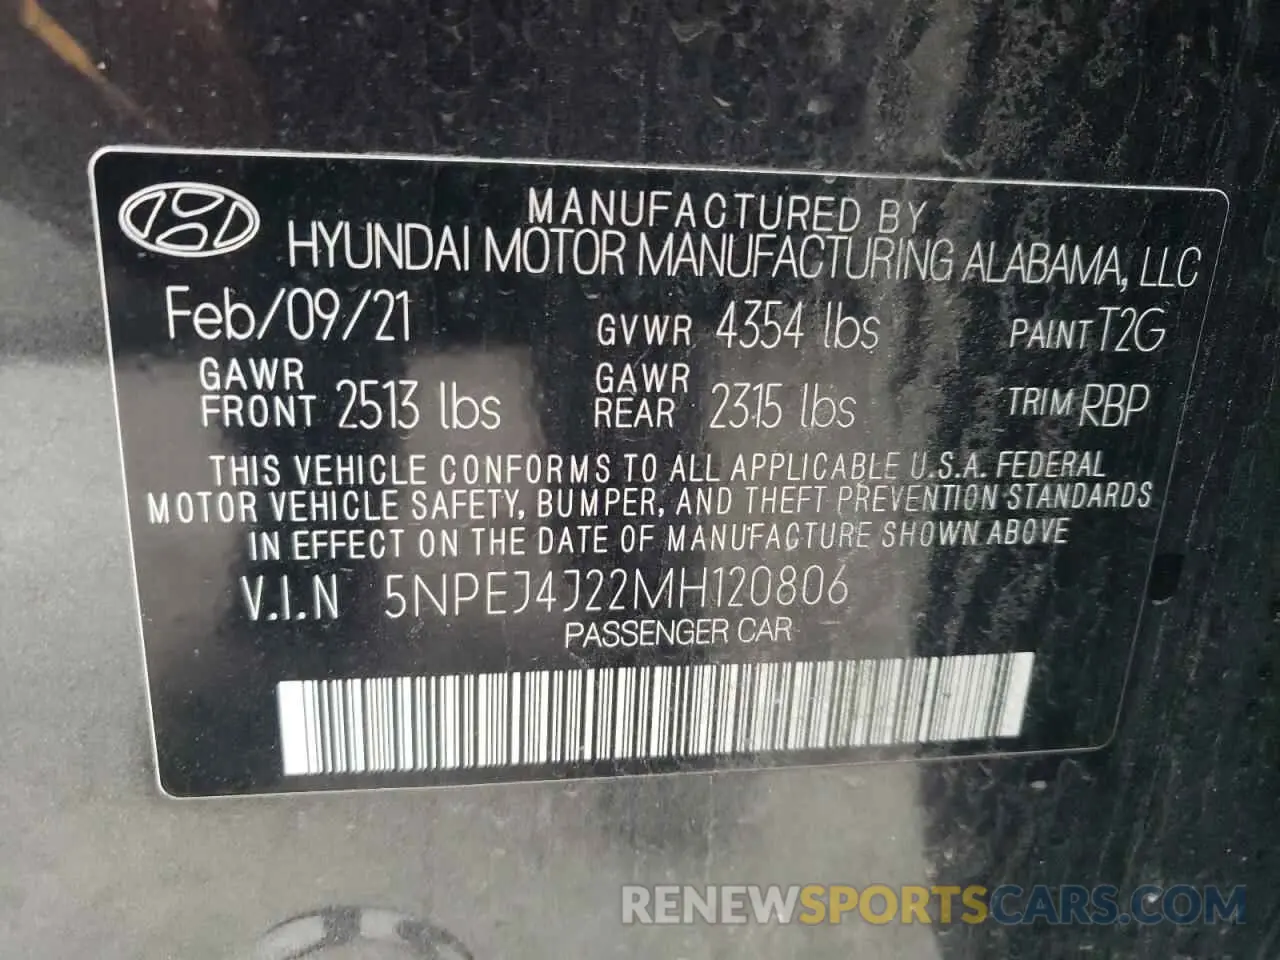 MANUFACTURED BY
HYUNDAI MOTOR MANUFACTURING ALABAMA, LLC
Feb/09/21 GVWR 4354 lbs PAINT T2G
GAWR FRONT 2513 lbs GAWR REAR 2315 lbs TRIM RBP
THIS VEHICLE CONFORMS TO ALL APPLICABLE U.S.A. FEDERAL
MOTOR VEHICLE SAFETY, BUMPER, AND THEFT PREVENTION STANDARDS
IN EFFECT ON THE DATE OF MANUFACTURE SHOWN ABOVE
V.I.N 5NPEJ4J22MH120806
PASSENGER CAR
RENEWSPORTSCARS.COM